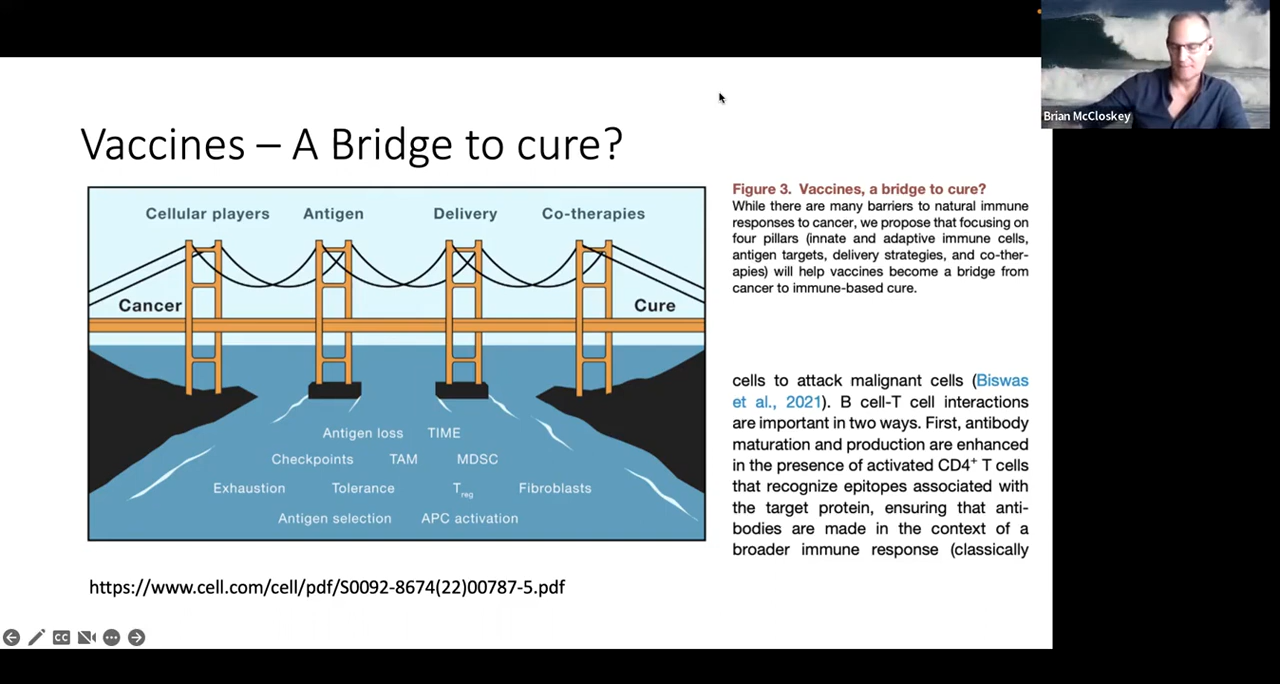 Brian McCloskey
Vaccines – A Bridge to cure?
Cellular players Antigen Delivery Co-therapies
Cancer Cure
Antigen loss TIME
Checkpoints TAM MDSC
Exhaustion Tolerance Treg Fibroblasts
Antigen selection APC activation
Figure 3. Vaccines, a bridge to cure?
While there are many barriers to natural immune
responses to cancer, we propose that focusing on
four pillars (innate and adaptive immune cells,
antigen targets, delivery strategies, and co-ther-
apies) will help vaccines become a bridge from
cancer to immune-based cure.
cells to attack malignant cells (Biswas
et al., 2021). B cell-T cell interactions
are important in two ways. First, antibody
maturation and production are enhanced
in the presence of activated CD4⁺ T cells
that recognize epitopes associated with
the target protein, ensuring that anti-
bodies are made in the context of a
broader immune response (classically
https://www.cell.com/cell/pdf/S0092-8674(22)00787-5.pdf
CC